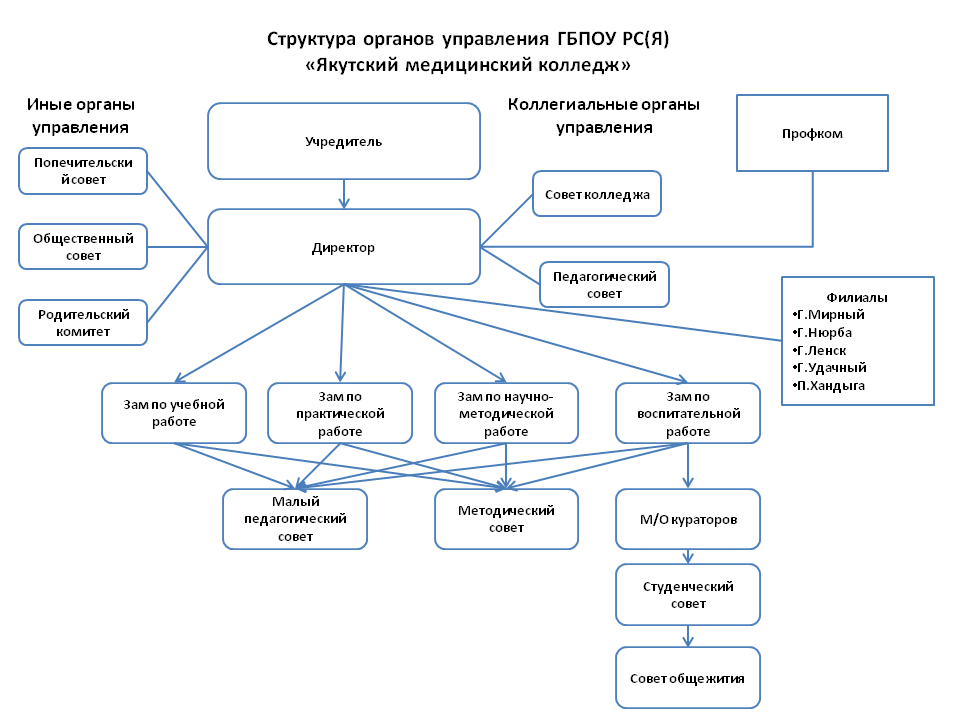 Структура органов управления ГБПОУ РС(Я)
«Якутский медицинский колледж»
Иные органы
управления
Учредитель
Коллегиальные органы
управления
Профком
Попечительски
й совет
Совет колледжа
Общественный
совет
Директор
Педагогический
совет
Родительский
комитет
Филиалы
•Г.Мирный
•Г.Нюрба
•Г.Ленск
•Г.Удачный
•П.Хандыга
Зам по учебной
работе
Зам по
практической
работе
Зам по научно-
методической
работе
Зам по
воспитательной
работе
Малый
педагогический
совет
Методический
совет
М/О кураторов
Студенческий
совет
Совет общежития